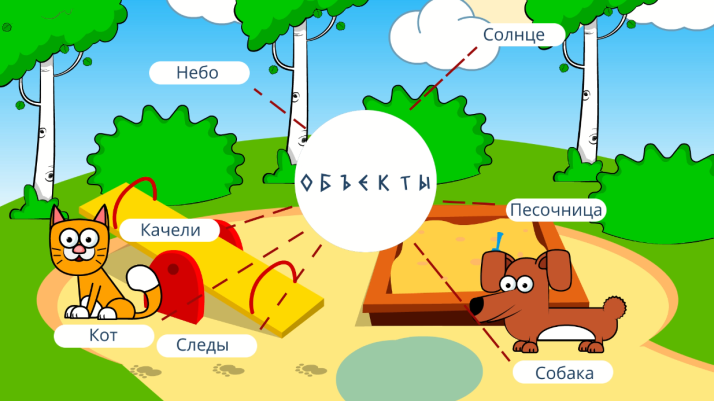 Солнце
Небо
ОБЪЕКТЫ
Песочница
Качели
Кот
Следы
Собака